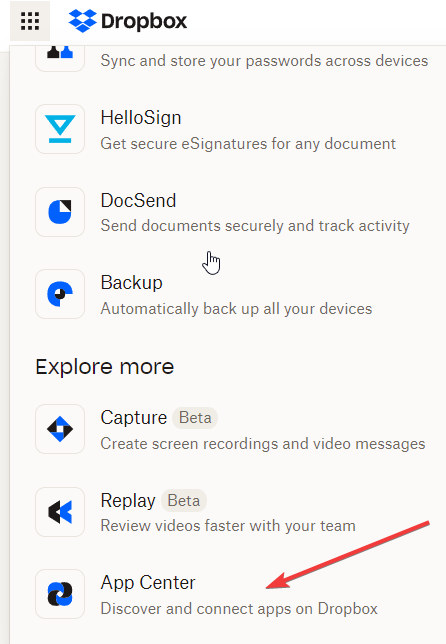 Dropbox
Sync and store your passwords across devices
HelloSign
Get secure eSignatures for any document
DocSend
Send documents securely and track activity
Backup
Automatically back up all your devices
Explore more
Capture Beta
Create screen recordings and video messages
Replay Beta
Review videos faster with your team
App Center
Discover and connect apps on Dropbox